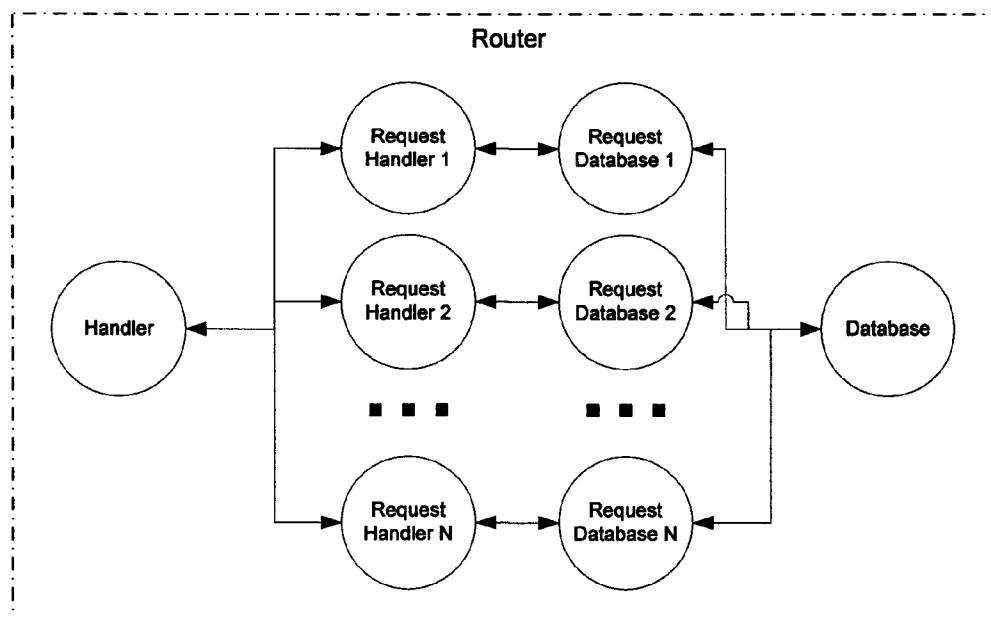 Router
Request
Handler 1
Request
Database 1
Request
Handler 2
Request
Database 2
Handler
Database
Request
Handler N
Request
Database N